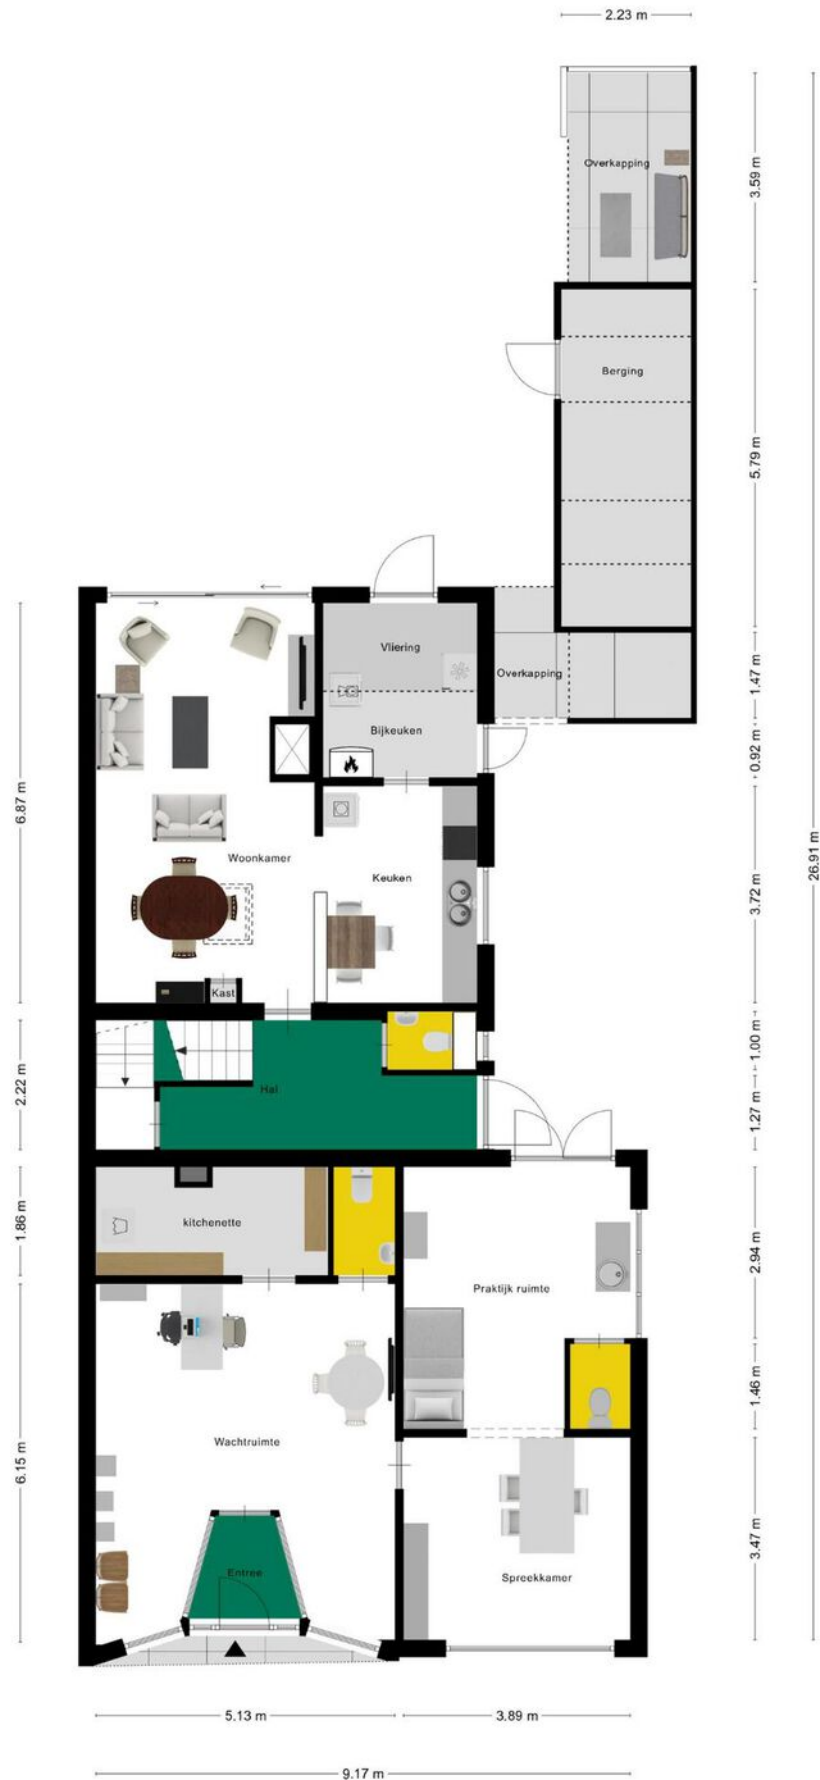 2.23 m
3.59 m
Overkapping
Berging
5.79 m
26.91 m
Vliering
Overkapping
1.47 m
Bijkeuken
0.92 m
6.87 m
Woonkamer
Keuken
3.72 m
Kast
1.00 m
2.22 m
Hal
1.27 m
1.86 m
kitchenette
2.94 m
Praktijk ruimte
1.46 m
Wachtruimte
6.15 m
3.47 m
Entree
Spreekkamer
5.13 m
3.89 m
9.17 m